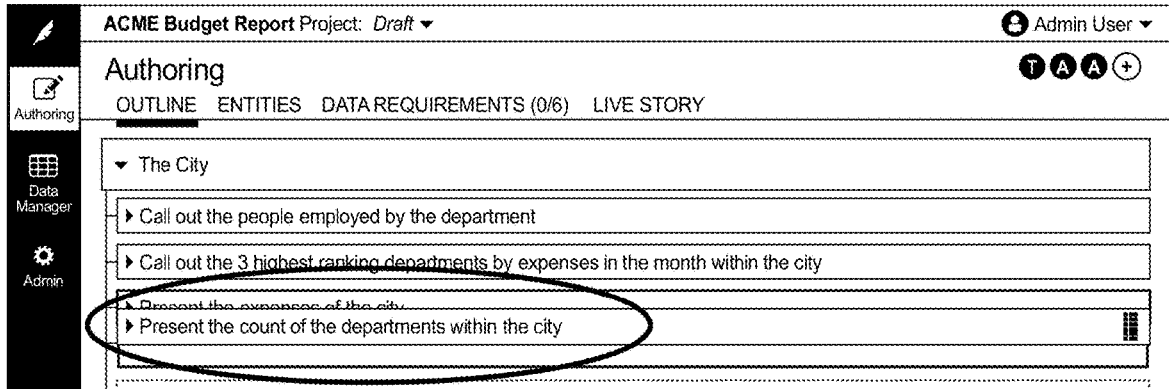 ACME Budget Report Project: Draft
Admin User
Authoring
T A A +
Authoring
OUTLINE ENTITIES DATA REQUIREMENTS (0/6) LIVE STORY
The City
Data
Manager
Call out the people employed by the department
Call out the 3 highest ranking departments by expenses in the month within the city
Admin
Present the expenses of the city
Present the count of the departments within the city